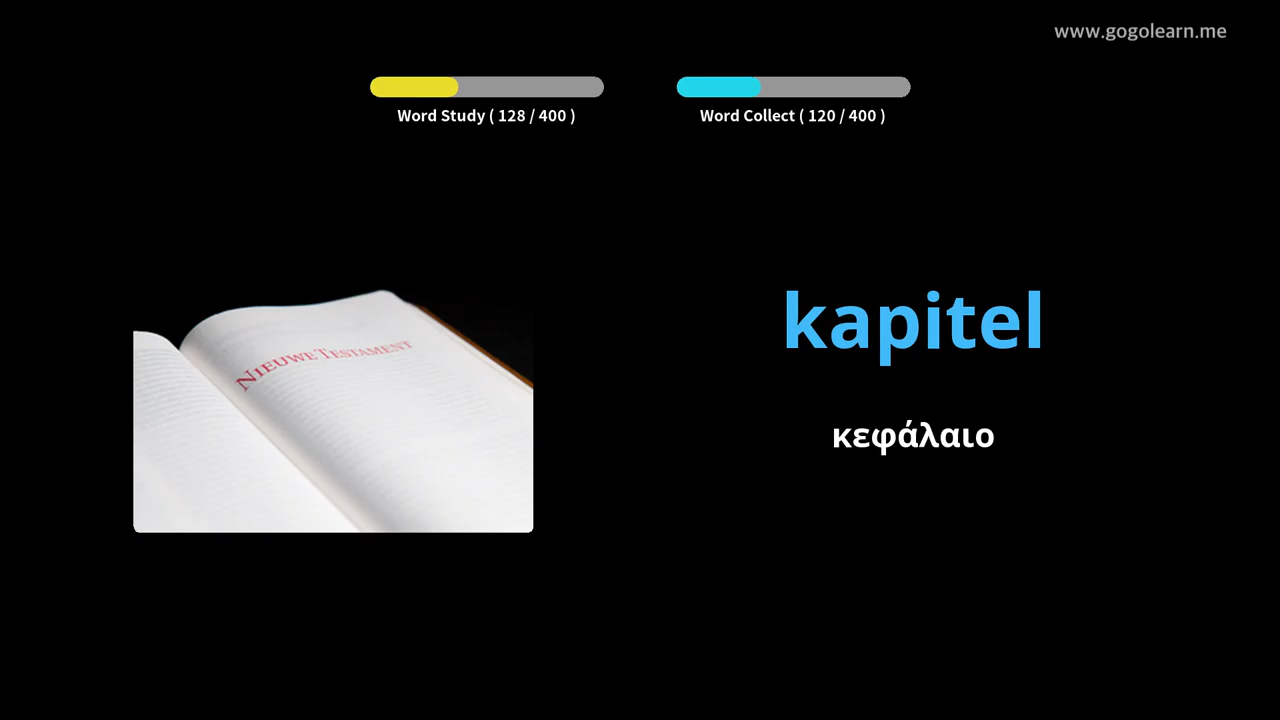 www.gogolearn.me
Word Study ( 128 / 400 )
Word Collect ( 120 / 400 )
NIEUWE TESTAMENT
kapitel
κεφάλαιο